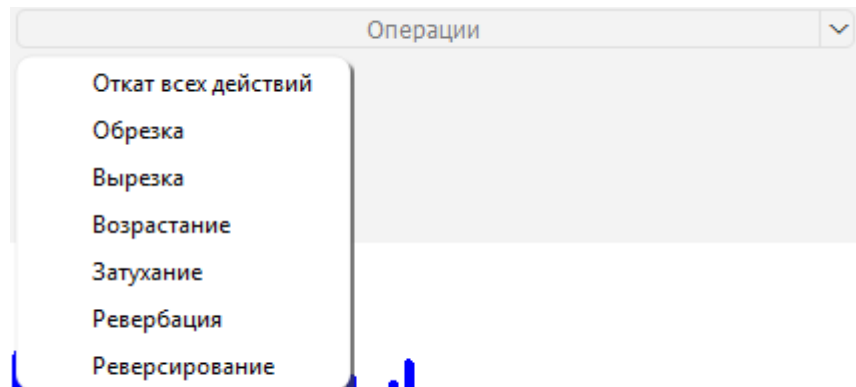 Операции
Откат всех действий
Обрезка
Вырезка
Возрастание
Затухание
Ревербация
Реверсирование